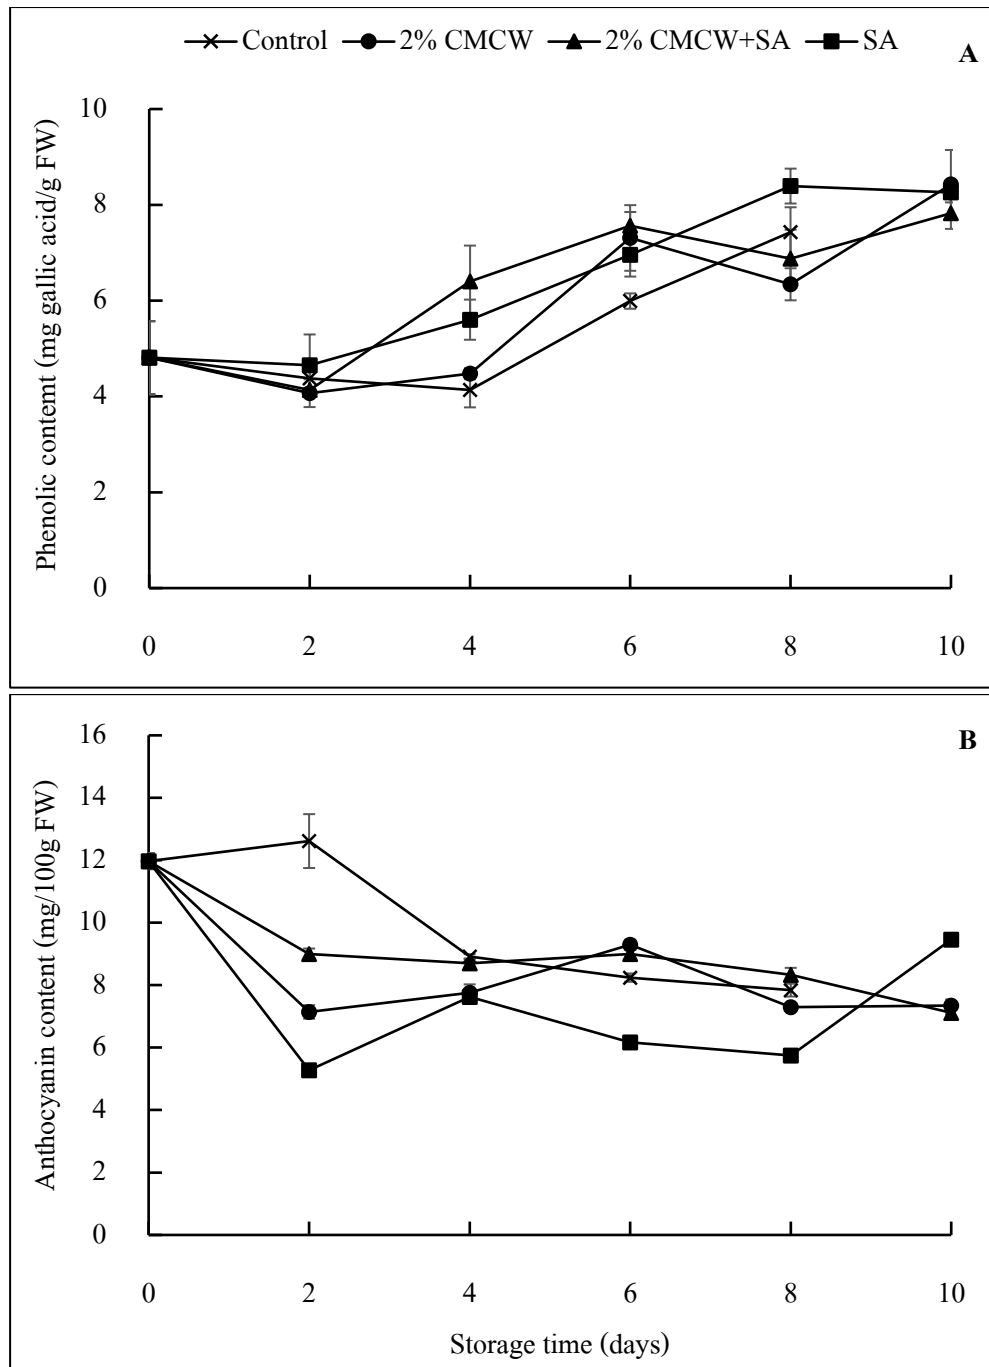 Control 2% CMCW 2% CMCW+SA SA
A
Phenolic contemt (mg gallic acid/g FW)
10
8
6
4
2
0
0 2 4 6 8 10
B
Anthocyanin content (mg/100g FW)
16
14
12
10
8
6
4
2
0
0 2 4 6 8 10
Storage time (days)